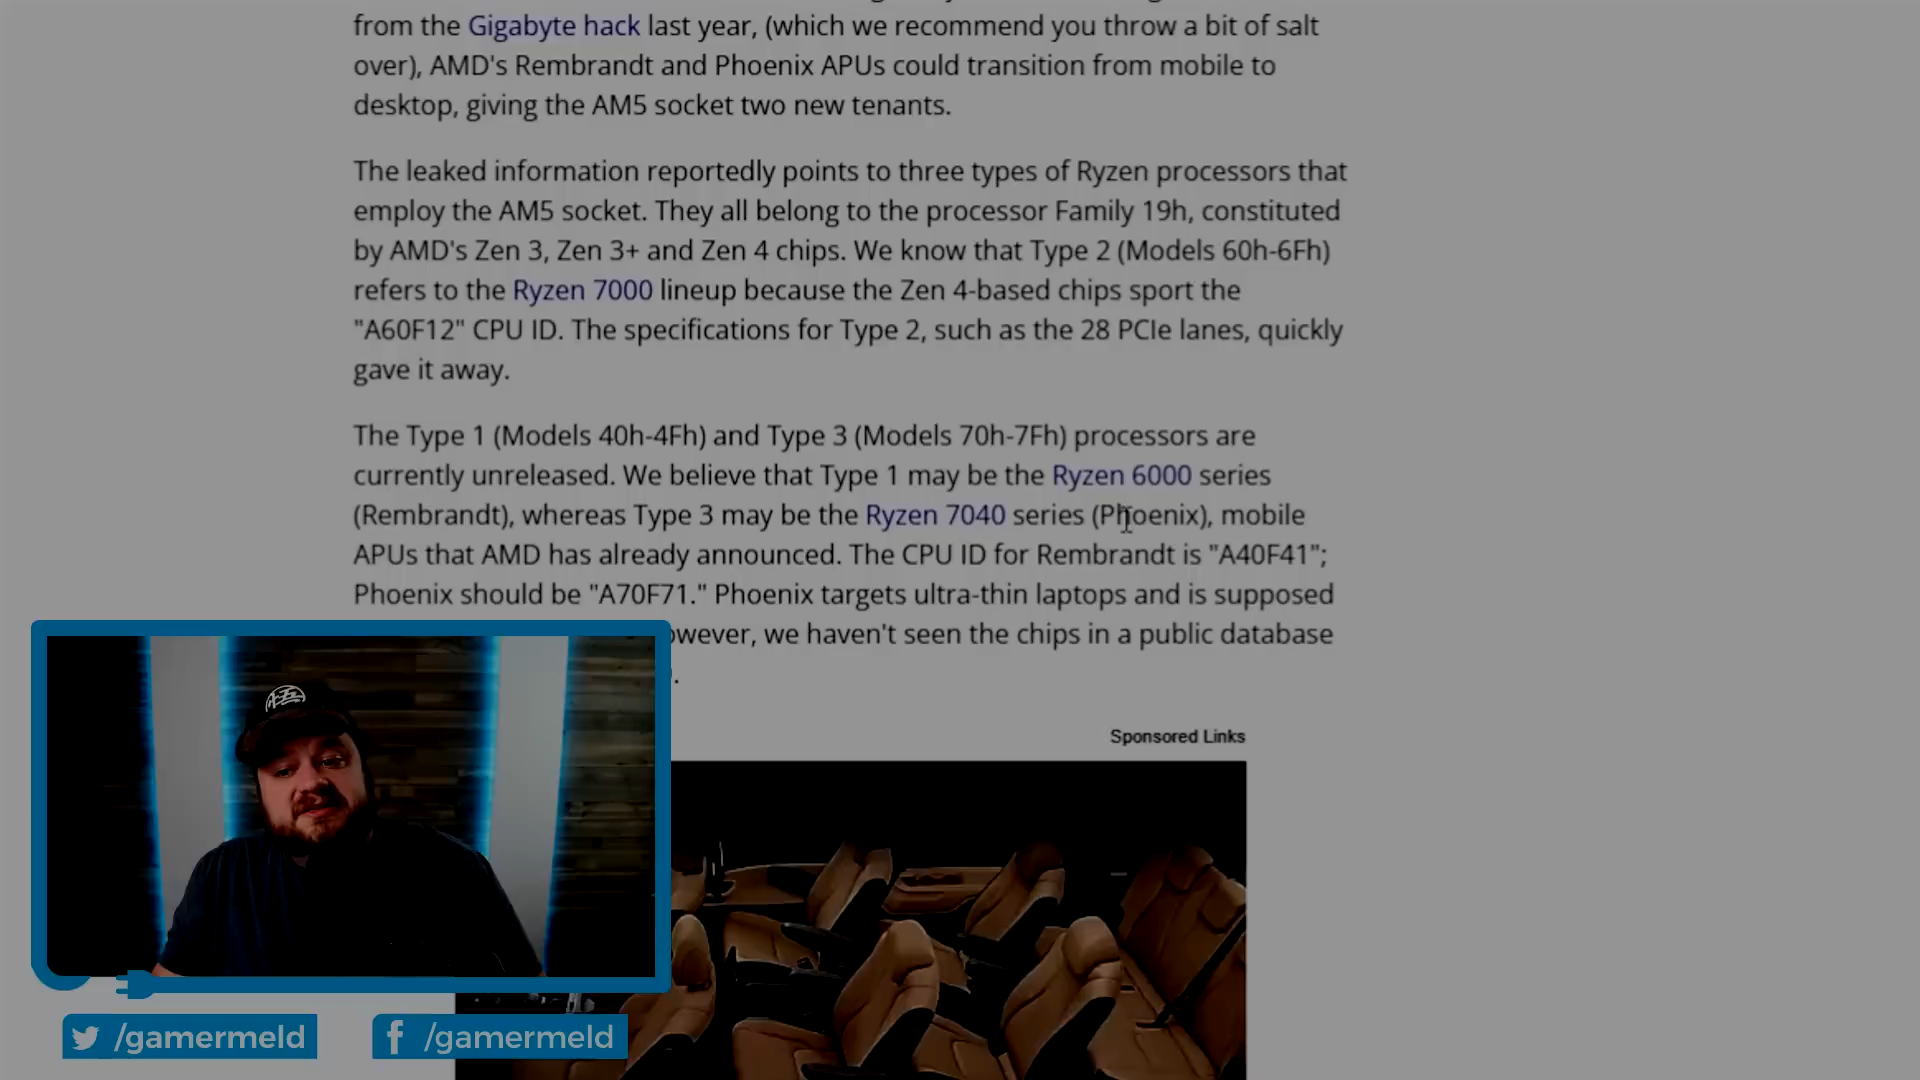 from the Gigabyte hack last year, (which we recommend you throw a bit of salt
over), AMD's Rembrandt and Phoenix APUs could transition from mobile to
desktop, giving the AM5 socket two new tenants.
The leaked information reportedly points to three types of Ryzen processors that
employ the AM5 socket. They all belong to the processor Family 19h, constituted
by AMD's Zen 3, Zen 3+ and Zen 4 chips. We know that Type 2 (Models 60h-6Fh)
refers to the Ryzen 7000 lineup because the Zen 4-based chips sport the
"A60F12" CPU ID. The specifications for Type 2, such as the 28 PCIe lanes, quickly
gave it away.
The Type 1 (Models 40h-4Fh) and Type 3 (Models 70h-7Fh) processors are
currently unreleased. We believe that Type 1 may be the Ryzen 6000 series
(Rembrandt), whereas Type 3 may be the Ryzen 7040 series (Phoenix), mobile
APUs that AMD has already announced. The CPU ID for Rembrandt is "A40F41";
Phoenix should be "A70F71." Phoenix targets ultra-thin laptops and is supposed
owever, we haven't seen the chips in a public database
.
Sponsored Links
/gamermeld
/gamermeld